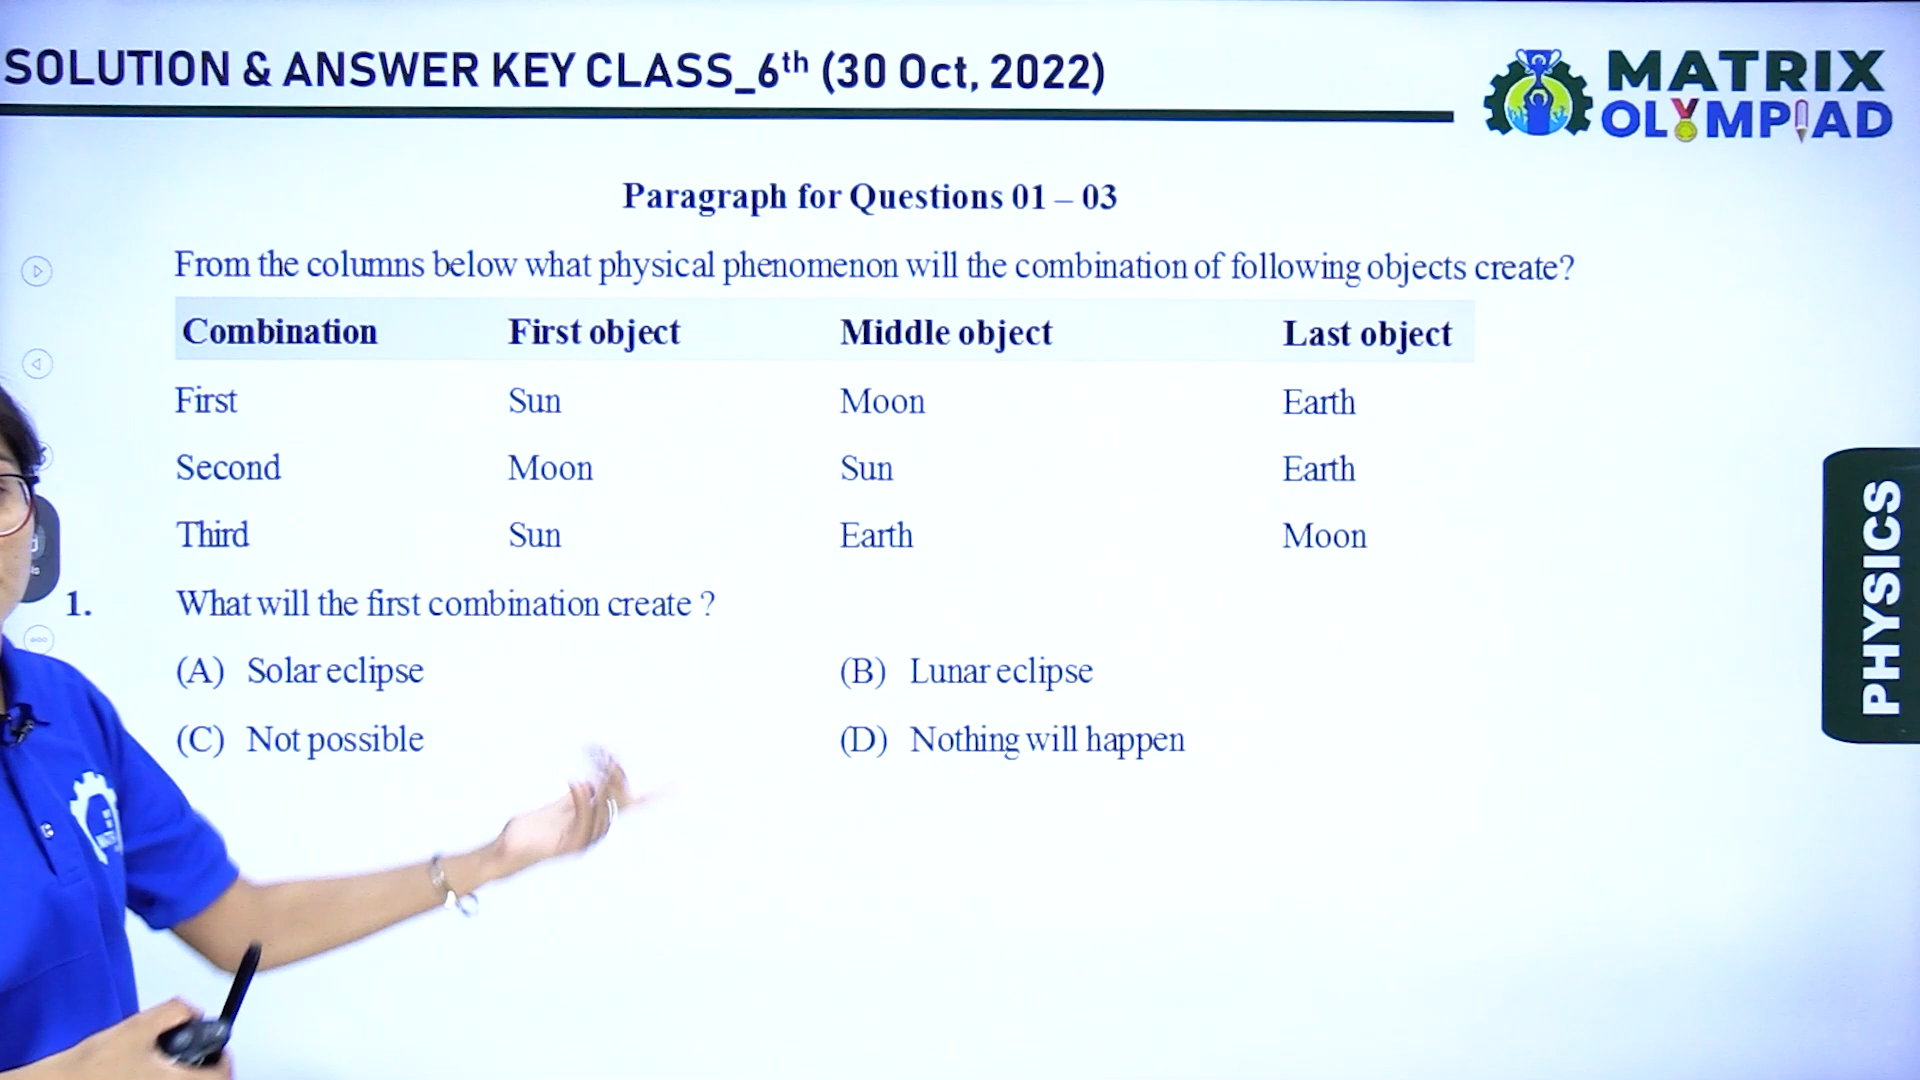 SOLUTION & ANSWER KEY CLASS_6th (30 Oct, 2022)
MATRIX
OLYMPIAD
Paragraph for Questions 01 – 03
From the columns below what physical phenomenon will the combination of following objects create?
Combination First object Middle object Last object
First Sun Moon Earth
Second Moon Sun Earth
Third Sun Earth Moon
1. What will the first combination create ?
(A) Solar eclipse (B) Lunar eclipse
(C) Not possible (D) Nothing will happen
PHYSICS